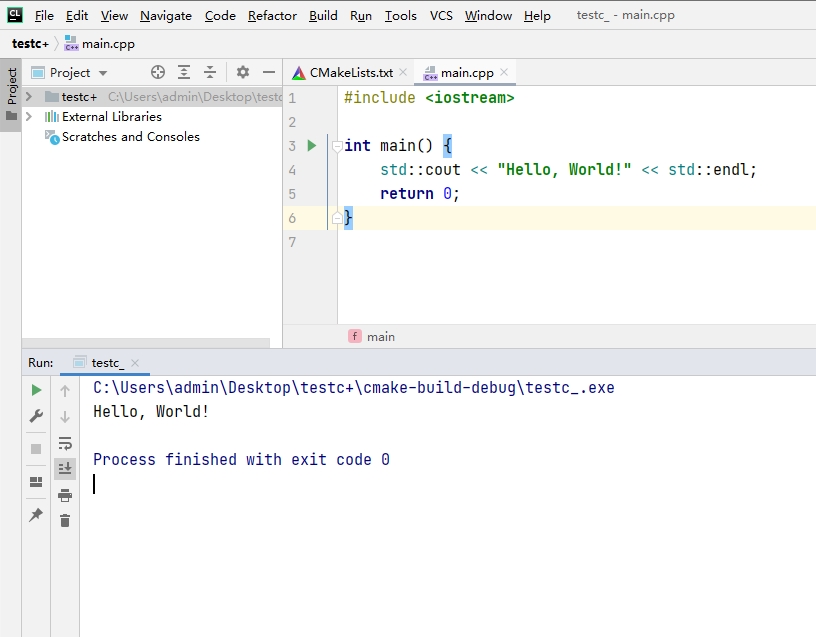 CL File Edit View Navigate Code Refactor Build Run Tools VCS Window Help testc_ - main.cpp
testc+ main.cpp
Project
Project CMakeLists.txt main.cpp
testc+ C:\Users\admin\Desktop\testc
External Libraries
Scratches and Consoles
1 #include <iostream>
2
3 int main() {
4 std::cout << "Hello, World!" << std::endl;
5 return 0;
6 }
7
f main
Run: testc_
C:\Users\admin\Desktop\testc+\cmake-build-debug\testc_.exe
Hello, World!
Process finished with exit code 0